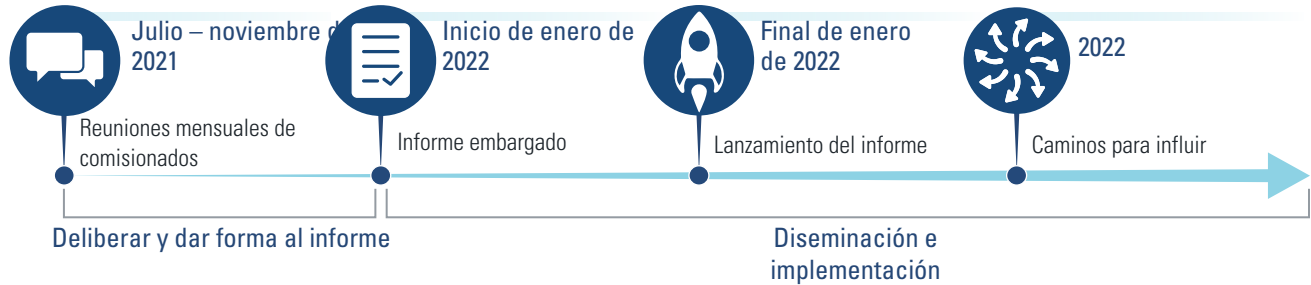 Julio – noviembre d
2021
Inicio de enero de
2022
Final de enero
de 2022
2022
Reuniones mensuales de
comisionados
Informe embargado
Lanzamiento del informe
Caminos para influir
Deliberar y dar forma al informe
Diseminación e
implementación